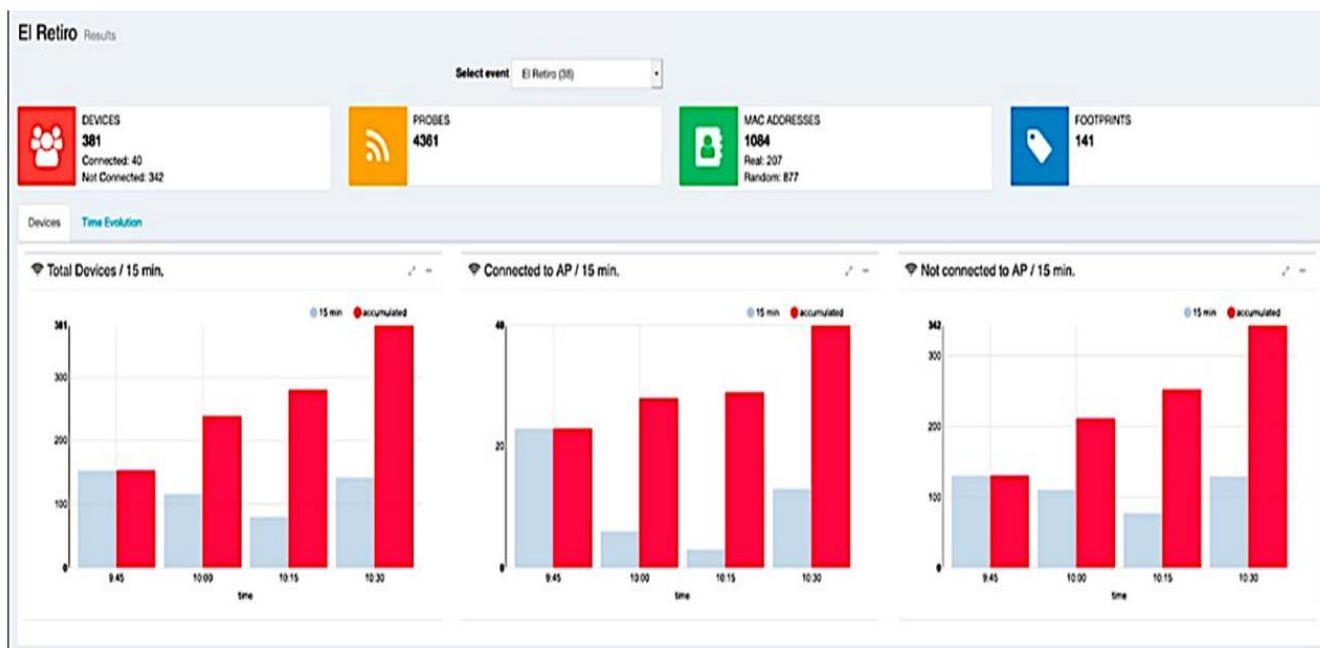 El Retiro Results
Select event El Retiro (38)
DEVICES
381
Connected: 40
Not Connected: 342
PROBES
4361
MAC ADDRESSES
1084
Real: 207
Random: 877
FOOTPRINTS
141
Devices Time Evolution
Total Devices / 15 min.
15 min accumulated
381
300
200
100
0
9:45 10:00 10:15 10:30
time
Connected to AP / 15 min.
15 min accumulated
40
20
0
9:45 10:00 10:15 10:30
time
Not connected to AP / 15 min.
15 min accumulated
342
300
200
100
0
9:45 10:00 10:15 10:30
time